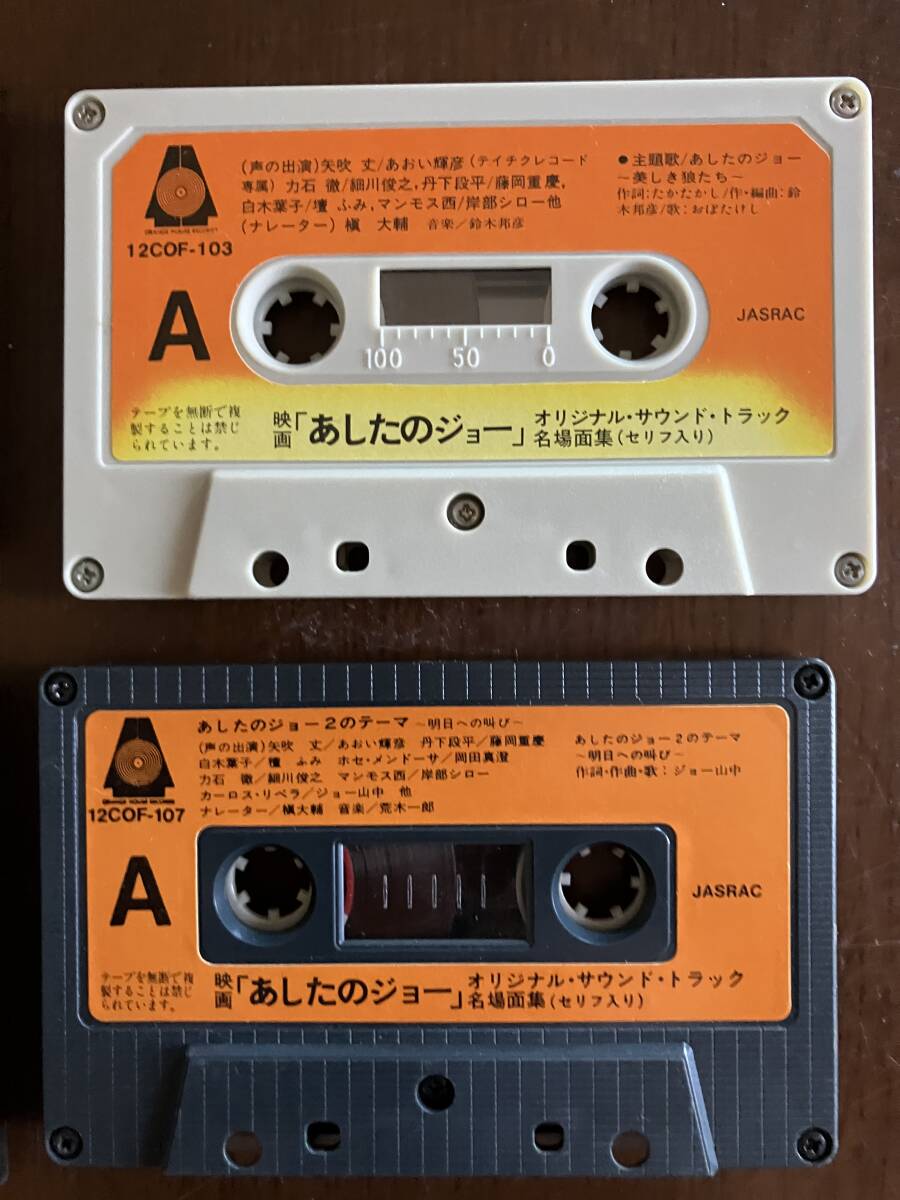 (声の出演)矢吹 丈/あおい輝彦(テイチクレコード
専属) 力石 徹/細川俊之,丹下段平/藤岡重慶,
白木葉子/壇 ふみ,マンモス西/岸部シロー他
(ナレーター) 槇 大輔 音楽/鈴木邦彦
●主題歌/あしたのジョー
〜美しき狼たち〜
作詞:たかたかし/作・編曲:鈴
木邦彦/歌:おぼたけし
ORANGE HOUSE RECORDS
12COF-103
A
JASRAC
100 50 0
テープを無断で複
製することは禁じ
られています。
映画「あしたのジョー」
オリジナル・サウンド・トラック
名場面集(セリフ入り)
あしたのジョー2のテーマ 〜明日への叫び〜
(声の出演)矢吹 丈/あおい輝彦 丹下段平/藤岡重慶
白木葉子/檀 ふみ ホセ・メンドーサ/岡田真澄
力石 徹/細川俊之 マンモス西/岸部シロー
カーロス・リベラ/ジョー山中 他
ナレーター/槇大輔 音楽/荒木一郎
あしたのジョー2のテーマ
〜明日への叫び〜
作詞・作曲・歌:ジョー山中
ORANGE HOUSE RECORDS
12COF-107
A
JASRAC
テープを無断で複
製することは禁じ
られています。
映画「あしたのジョー」
オリジナル・サウンド・トラック
名場面集(セリフ入り)